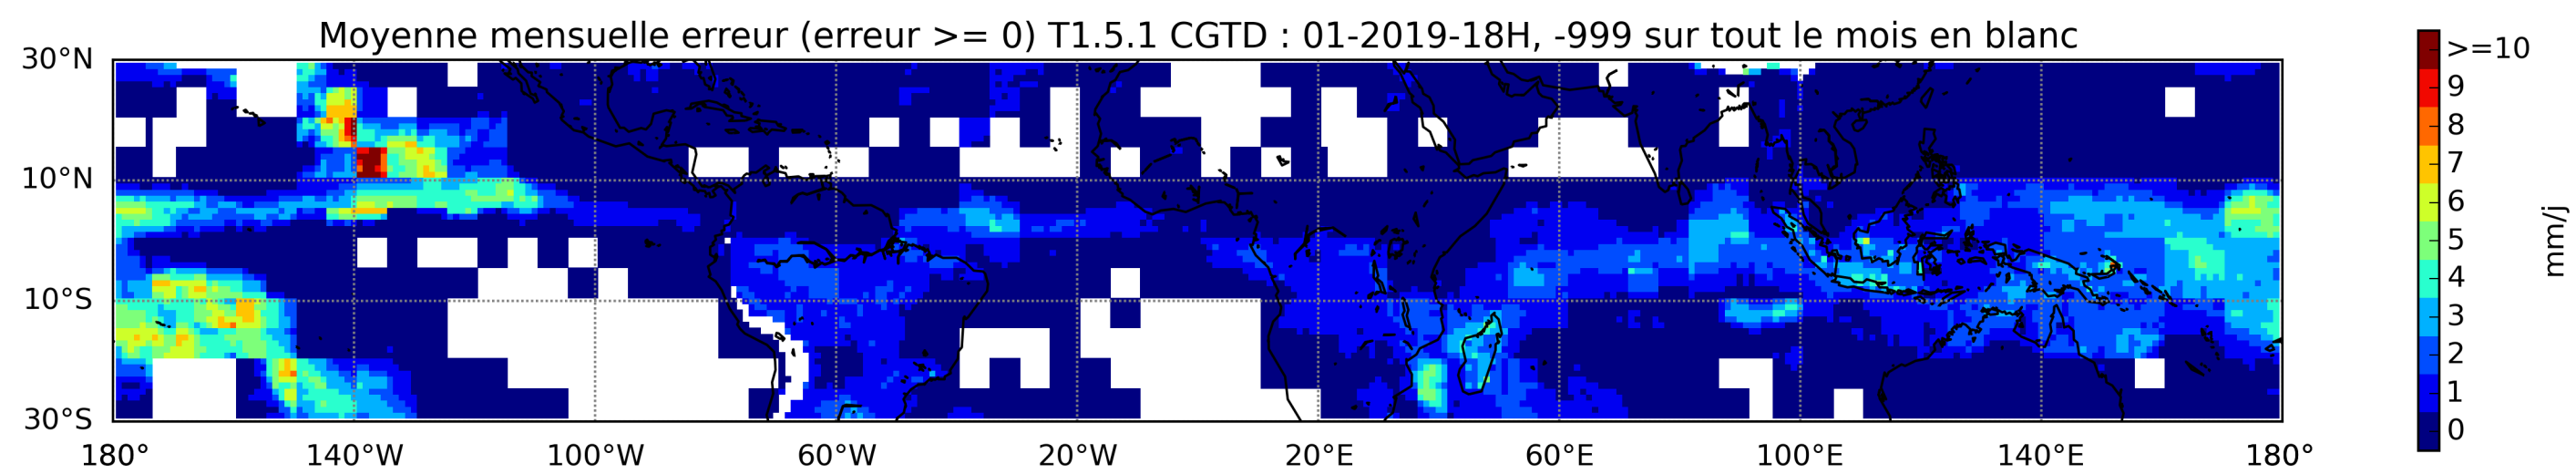 Moyenne mensuelle erreur (erreur >= 0) T1.5.1 CGTD : 01-2019-18H, -999 sur tout le mois en blanc
30°N
10°N
10°S
30°S
180°
140°W
100°W
60°W
20°W
20°E
60°E
100°E
140°E
180°
>=10
9
8
7
6
5
4
3
2
1
0
mm/j